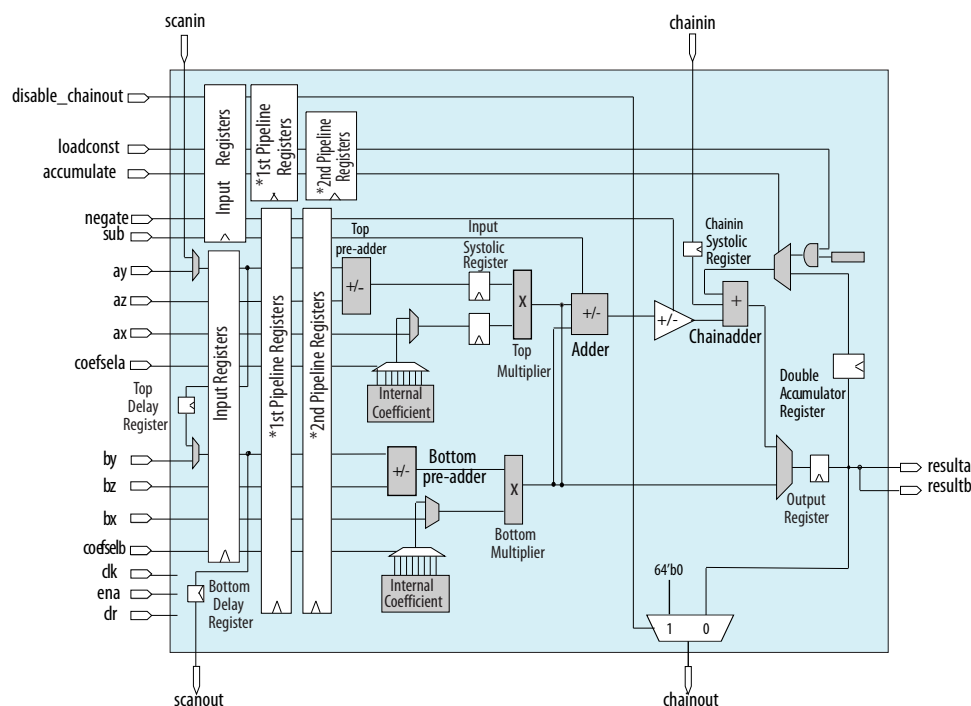 scanin
chainin
disable_chainout
loadconst
accumulate
negate
sub
ay
az
ax
coefsela
Top
Delay
Register
by
bz
bx
coefselb
clk
ena
clr
Input Registers
*1st Pipeline
Registers
*2nd Pipeline
Registers
Input Registers
*1st Pipeline Registers
*2nd Pipeline Registers
Top
pre-adder
+/-
Input
Systolic
Register
X
Top
Multiplier
+/-
Adder
+/-
Chainin
Systolic
Register
+
Chainadder
Internal
Coefficient
Double
Accumulator
Register
+/-
Bottom
pre-adder
X
Bottom
Multiplier
Internal
Coefficient
Output
Register
resulta
resultb
Bottom
Delay
Register
64'b0
1 0
scanout
chainout